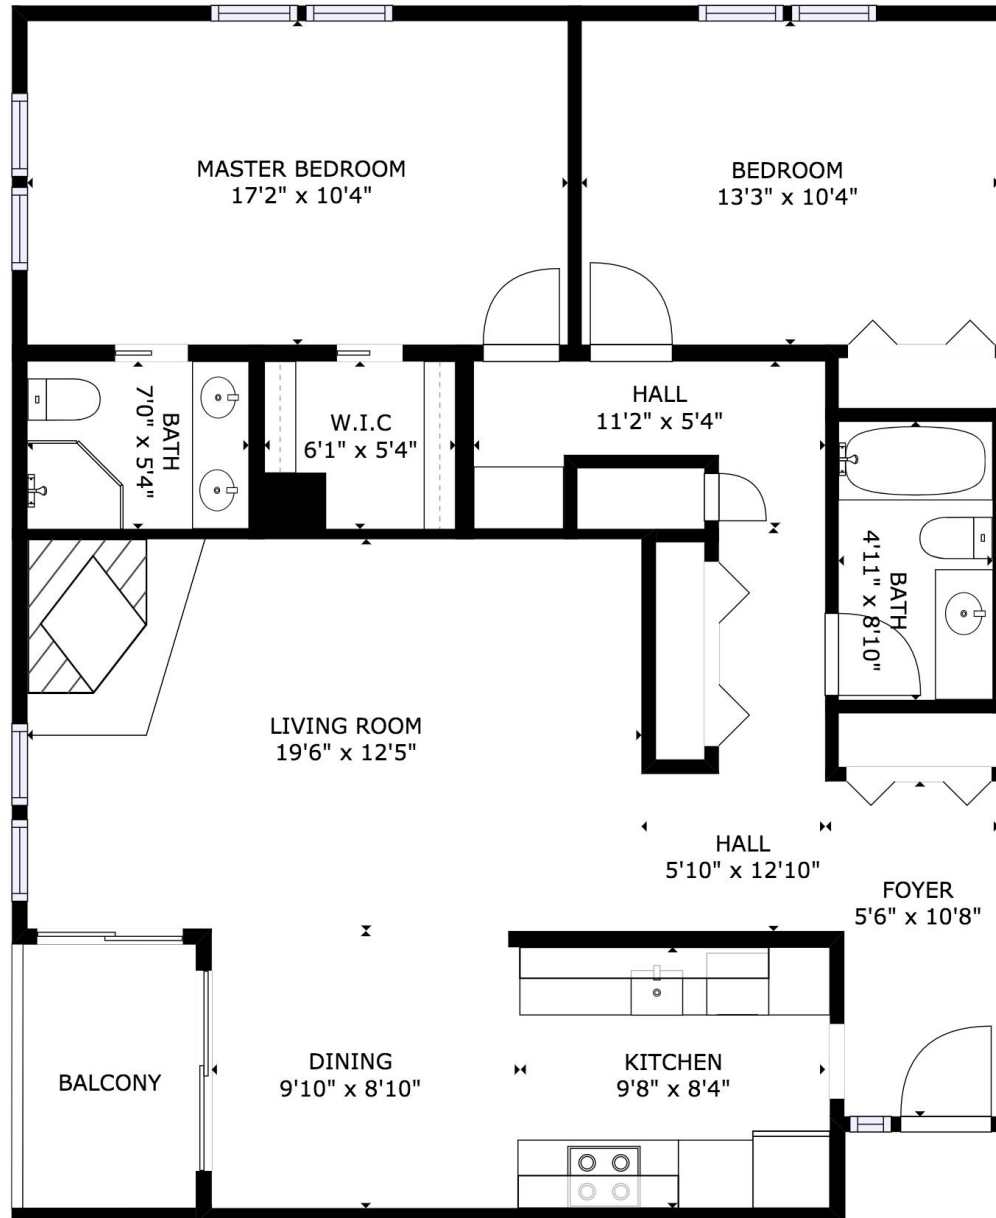 MASTER BEDROOM
17'2" x 10'4"
BEDROOM
13'3" x 10'4"
BATH
7'0" x 5'4"
W.I.C
6'1" x 5'4"
HALL
11'2" x 5'4"
BATH
4'11" x 8'10"
LIVING ROOM
19'6" x 12'5"
HALL
5'10" x 12'10"
FOYER
5'6" x 10'8"
BALCONY
DINING
9'10" x 8'10"
KITCHEN
9'8" x 8'4"